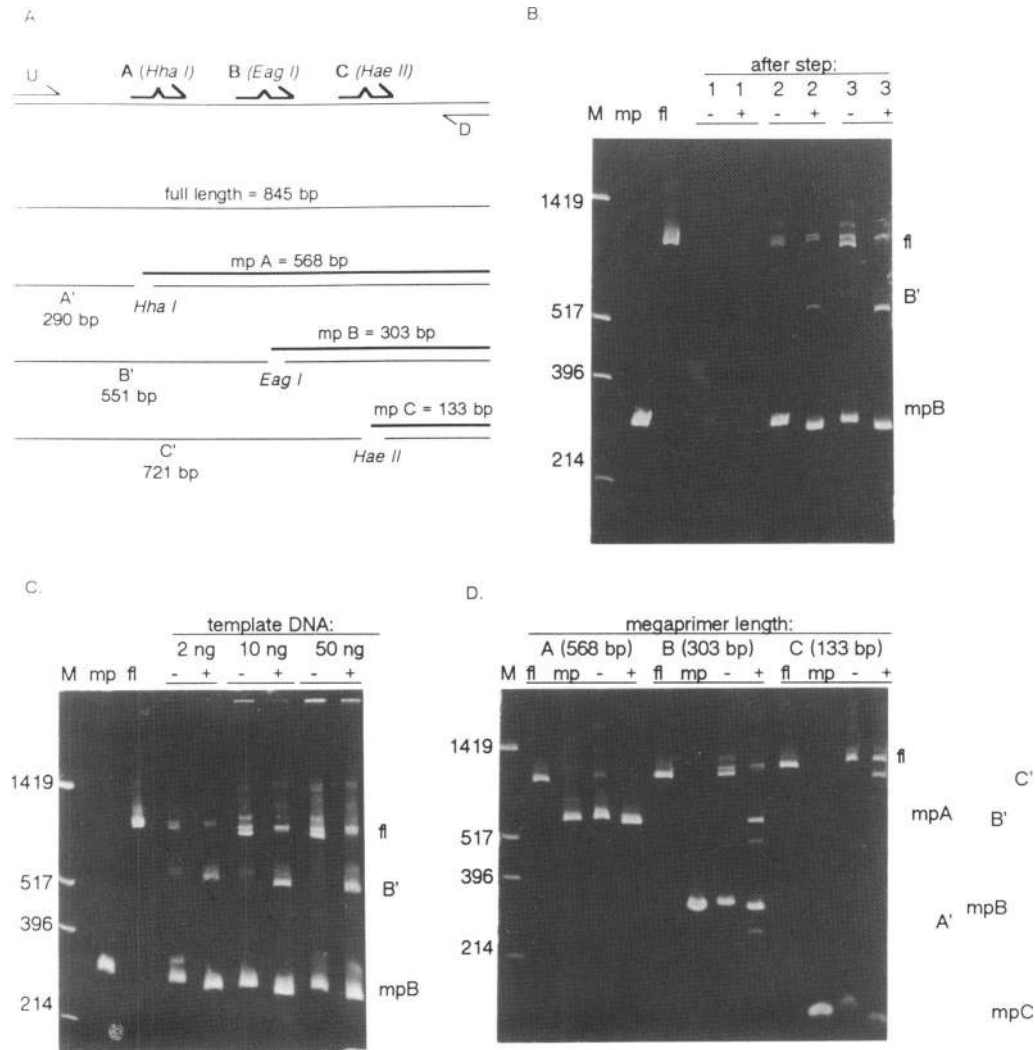 A.
U
A (Hha I)
B (Eag I)
C (Hae II)
D
full length = 845 bp
mp A = 568 bp
A'
290 bp
Hha I
mp B = 303 bp
B'
551 bp
Eag I
mp C = 133 bp
C'
721 bp
Hae II
B.
after step:
1 1 2 2 3 3
M mp fl - + - + - +
1419
517
396
214
fl
B'
mpB
C.
template DNA:
2 ng 10 ng 50 ng
M mp fl - + - + - +
1419
517
396
214
fl
B'
mpB
D.
megaprimer length:
A (568 bp) B (303 bp) C (133 bp)
M fl mp - + fl mp - + fl mp - +
1419
517
396
214
fl
C'
mpA
B'
mpB
A'
mpC